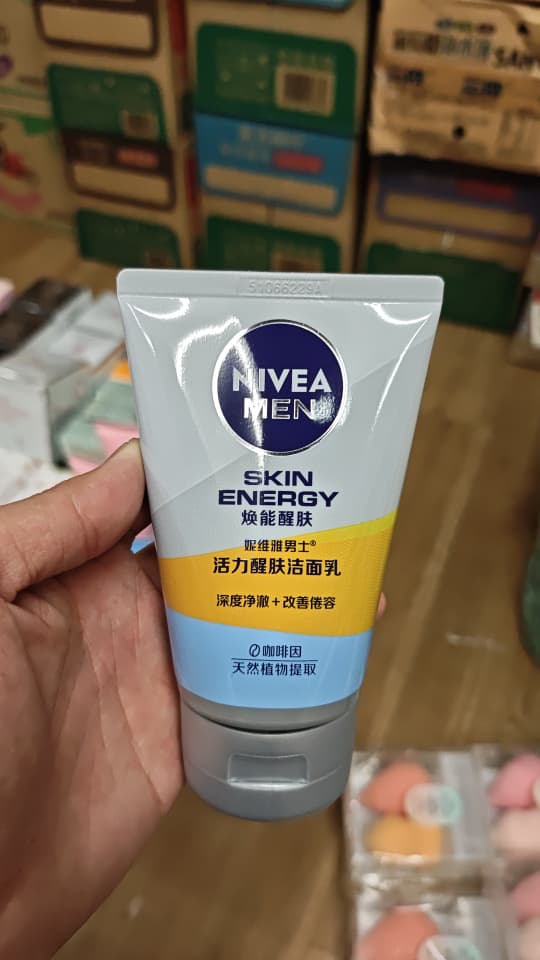 51066229A
NIVEA
MEN
SKIN
ENERGY
焕能醒肤
妮维雅男士®
活力醒肤洁面乳
深度净澈+改善倦容
咖啡因
天然植物提取